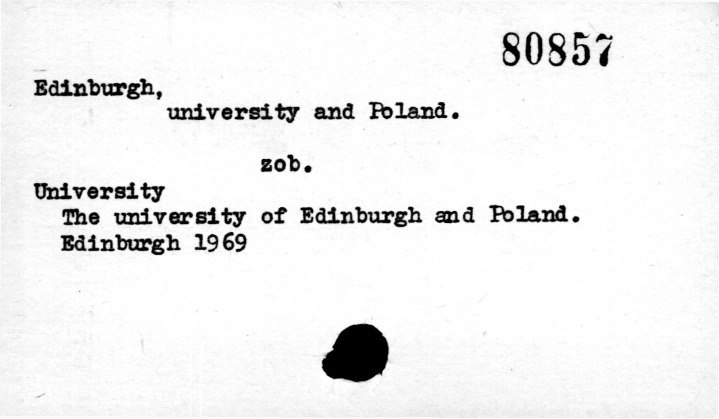 80857
Edinburgh,
university and Poland.
zob.
University
The university of Edinburgh and Poland.
Edinburgh 1969